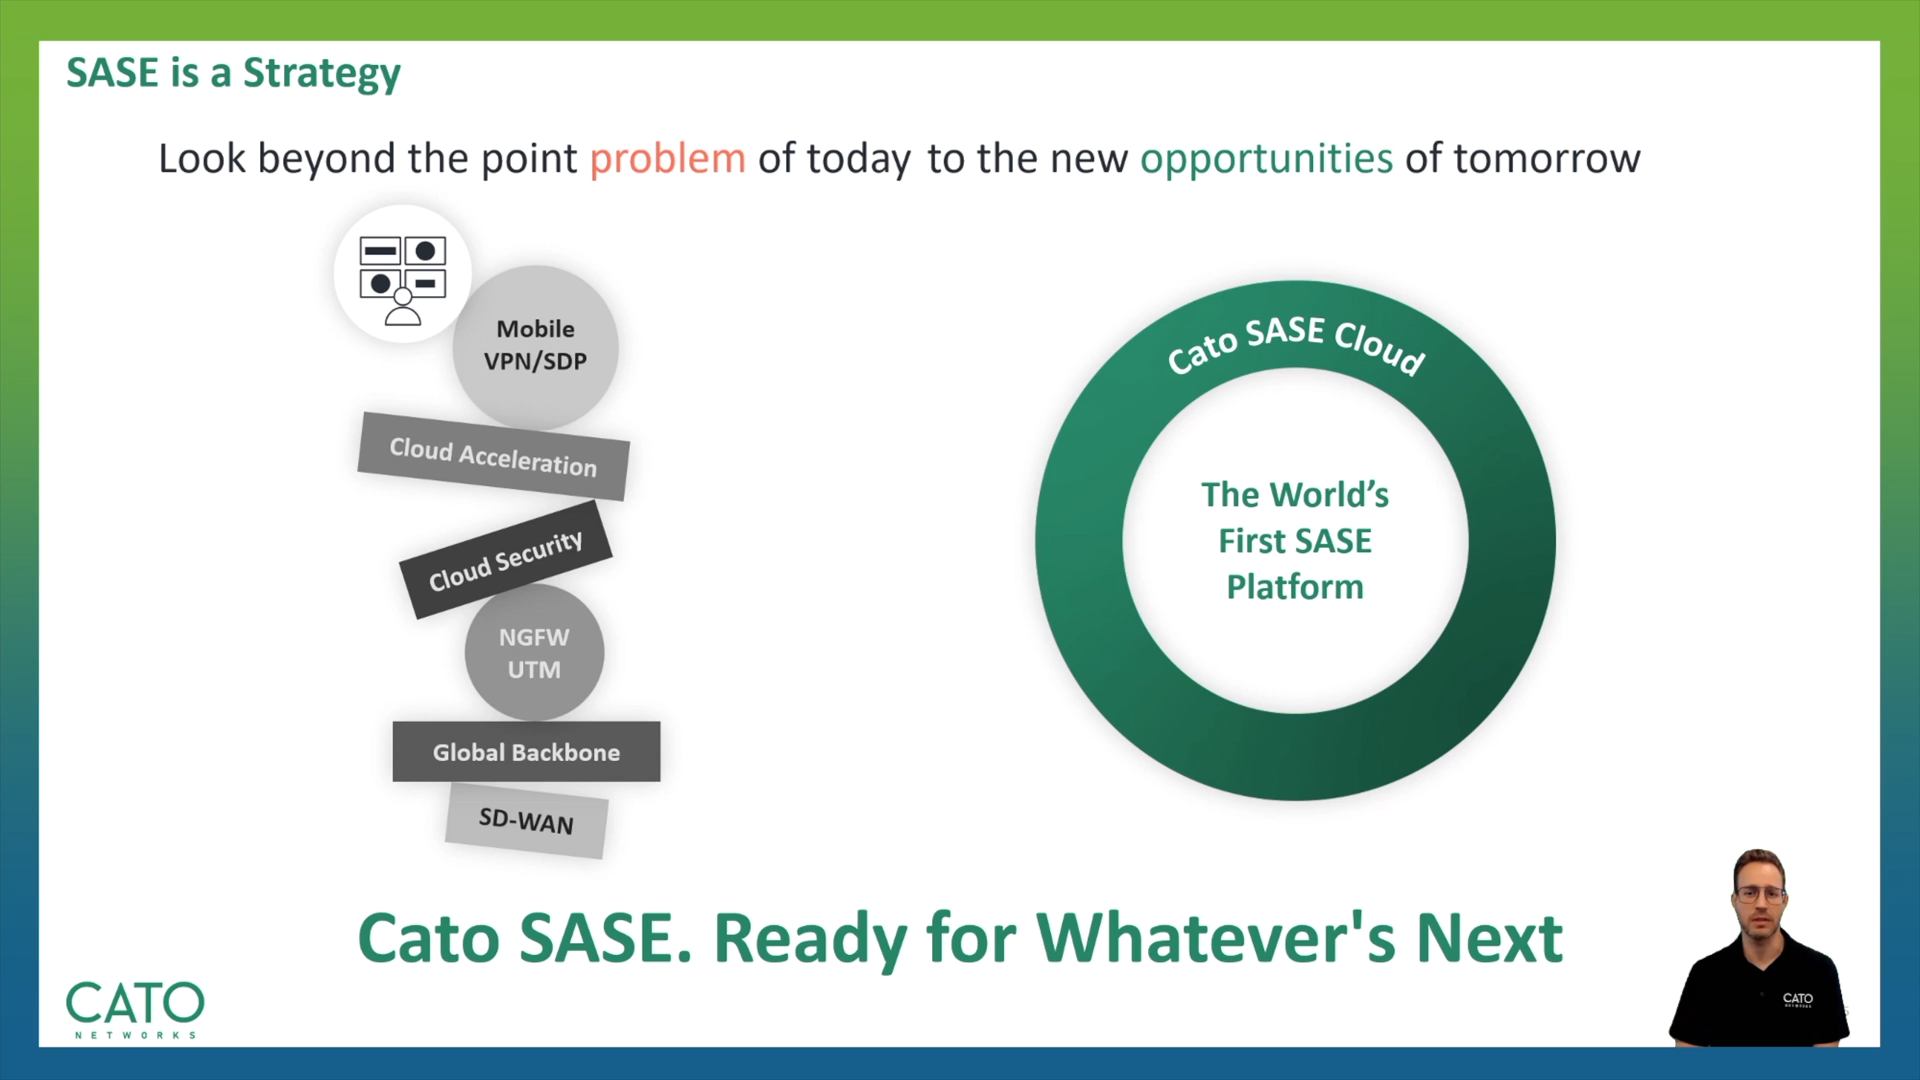 SASE is a Strategy
Look beyond the point problem of today to the new opportunities of tomorrow
Mobile
VPN/SDP
Cloud Acceleration
Cloud Security
NGFW
UTM
Global Backbone
SD-WAN
Cato SASE Cloud
The World’s
First SASE
Platform
Cato SASE. Ready for Whatever's Next
CATO
NETWORKS
CATO
NETWORKS